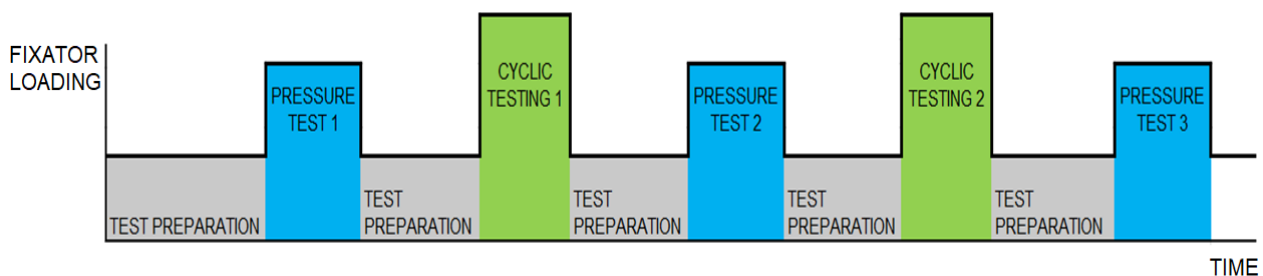 FIXATOR
LOADING
TEST PREPARATION
PRESSURE
TEST 1
TEST
PREPARATION
CYCLIC
TESTING 1
TEST
PREPARATION
PRESSURE
TEST 2
TEST
PREPARATION
CYCLIC
TESTING 2
TEST
PREPARATION
PRESSURE
TEST 3
TIME